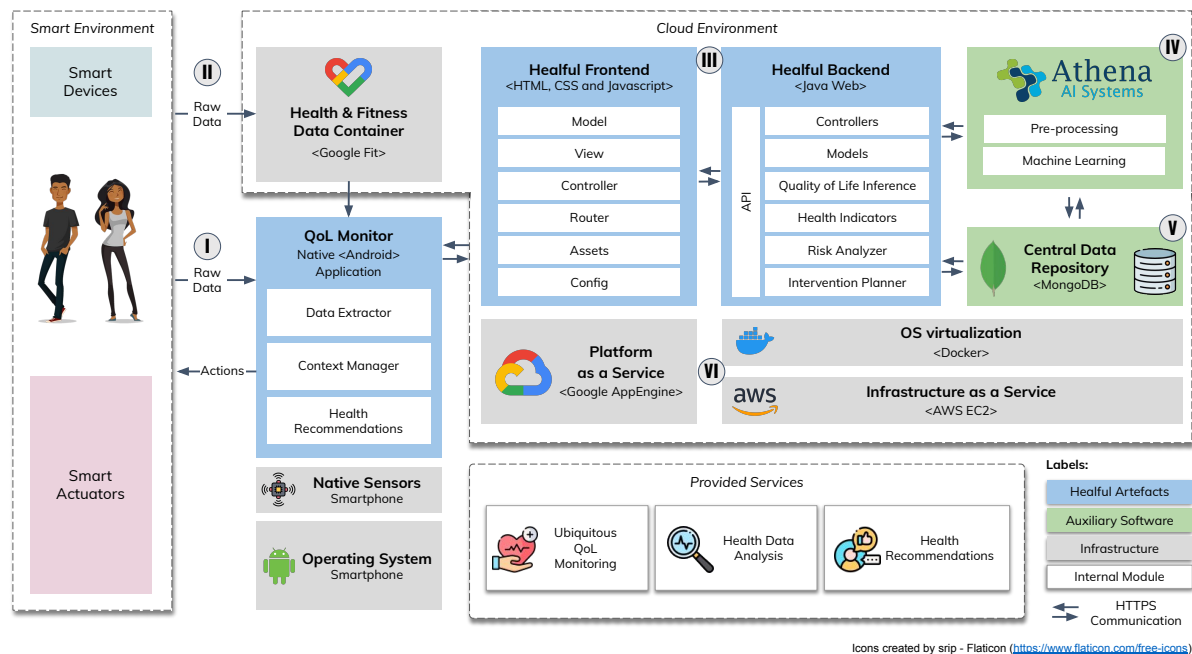 Smart Environment
Smart
Devices
Smart
Actuators
II
Raw
Data
I
Raw
Data
Actions
Cloud Environment
Health & Fitness
Data Container
<Google Fit>
QoL Monitor
Native <Android>
Application
Data Extractor
Context Manager
Health
Recommendations
Native Sensors
Smartphone
Operating System
Smartphone
III
Healful Frontend
<HTML, CSS and Javascript>
Model
View
Controller
Router
Assets
Config
Healful Backend
<Java Web>
API
Controllers
Models
Quality of Life Inference
Health Indicators
Risk Analyzer
Intervention Planner
IV
Athena
AI Systems
Pre-processing
Machine Learning
V
Central Data
Repository
<MongoDB>
Platform
as a Service
<Google AppEngine>
VI
OS virtualization
<Docker>
aws
Infrastructure as a Service
<AWS EC2>
Provided Services
Ubiquitous
QoL
Monitoring
Health Data
Analysis
Health
Recommendations
Labels:
Healful Artefacts
Auxiliary Software
Infrastructure
Internal Module
HTTPS
Communication
Icons created by srip - Flaticon (https://www.flaticon.com/free-icons)